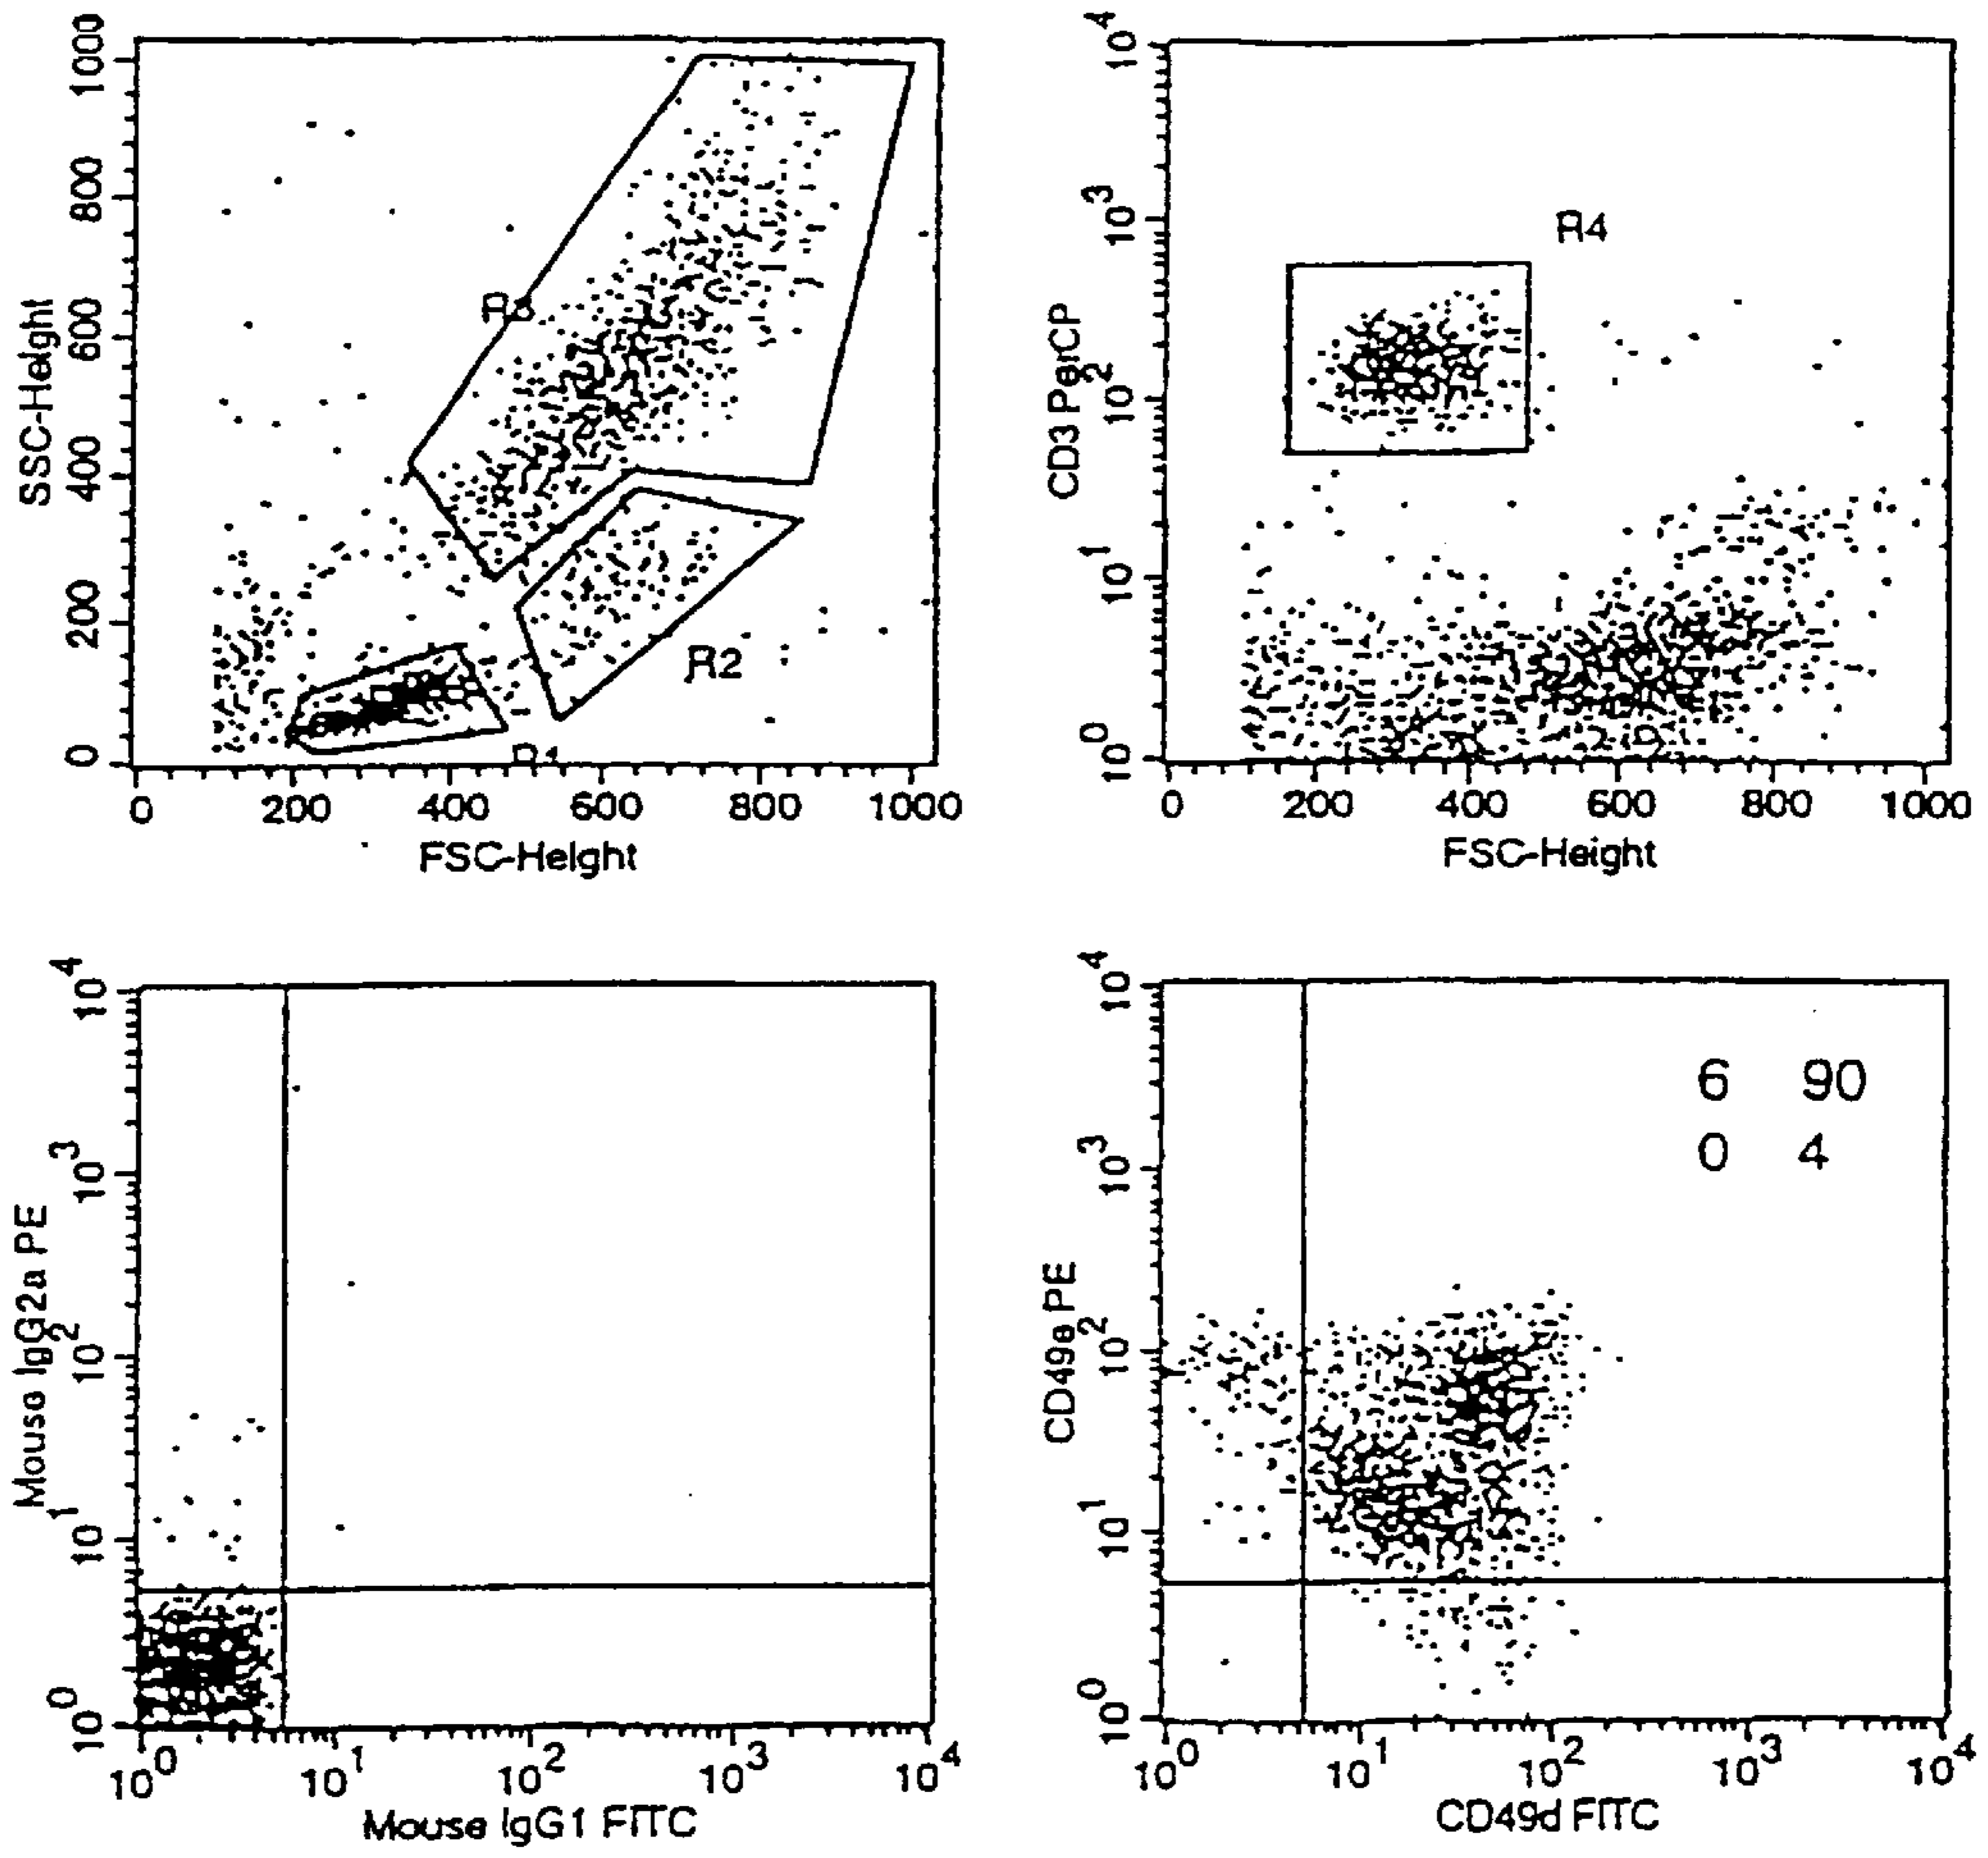 1000
800
600
400
200
0
SSC-Height
R3
R2
R1
0 200 400 600 800 1000
FSC-Height
10^4
10^3
10^2
10^1
10^0
CD3 PerCP
R4
0 200 400 600 800 1000
FSC-Height
10^4
10^3
10^2
10^1
10^0
Mouse IgG2a PE
10^0 10^1 10^2 10^3 10^4
Mouse IgG1 FITC
10^4
10^3
10^2
10^1
10^0
CD49e PE
6 90
0 4
10^0 10^1 10^2 10^3 10^4
CD49d FITC